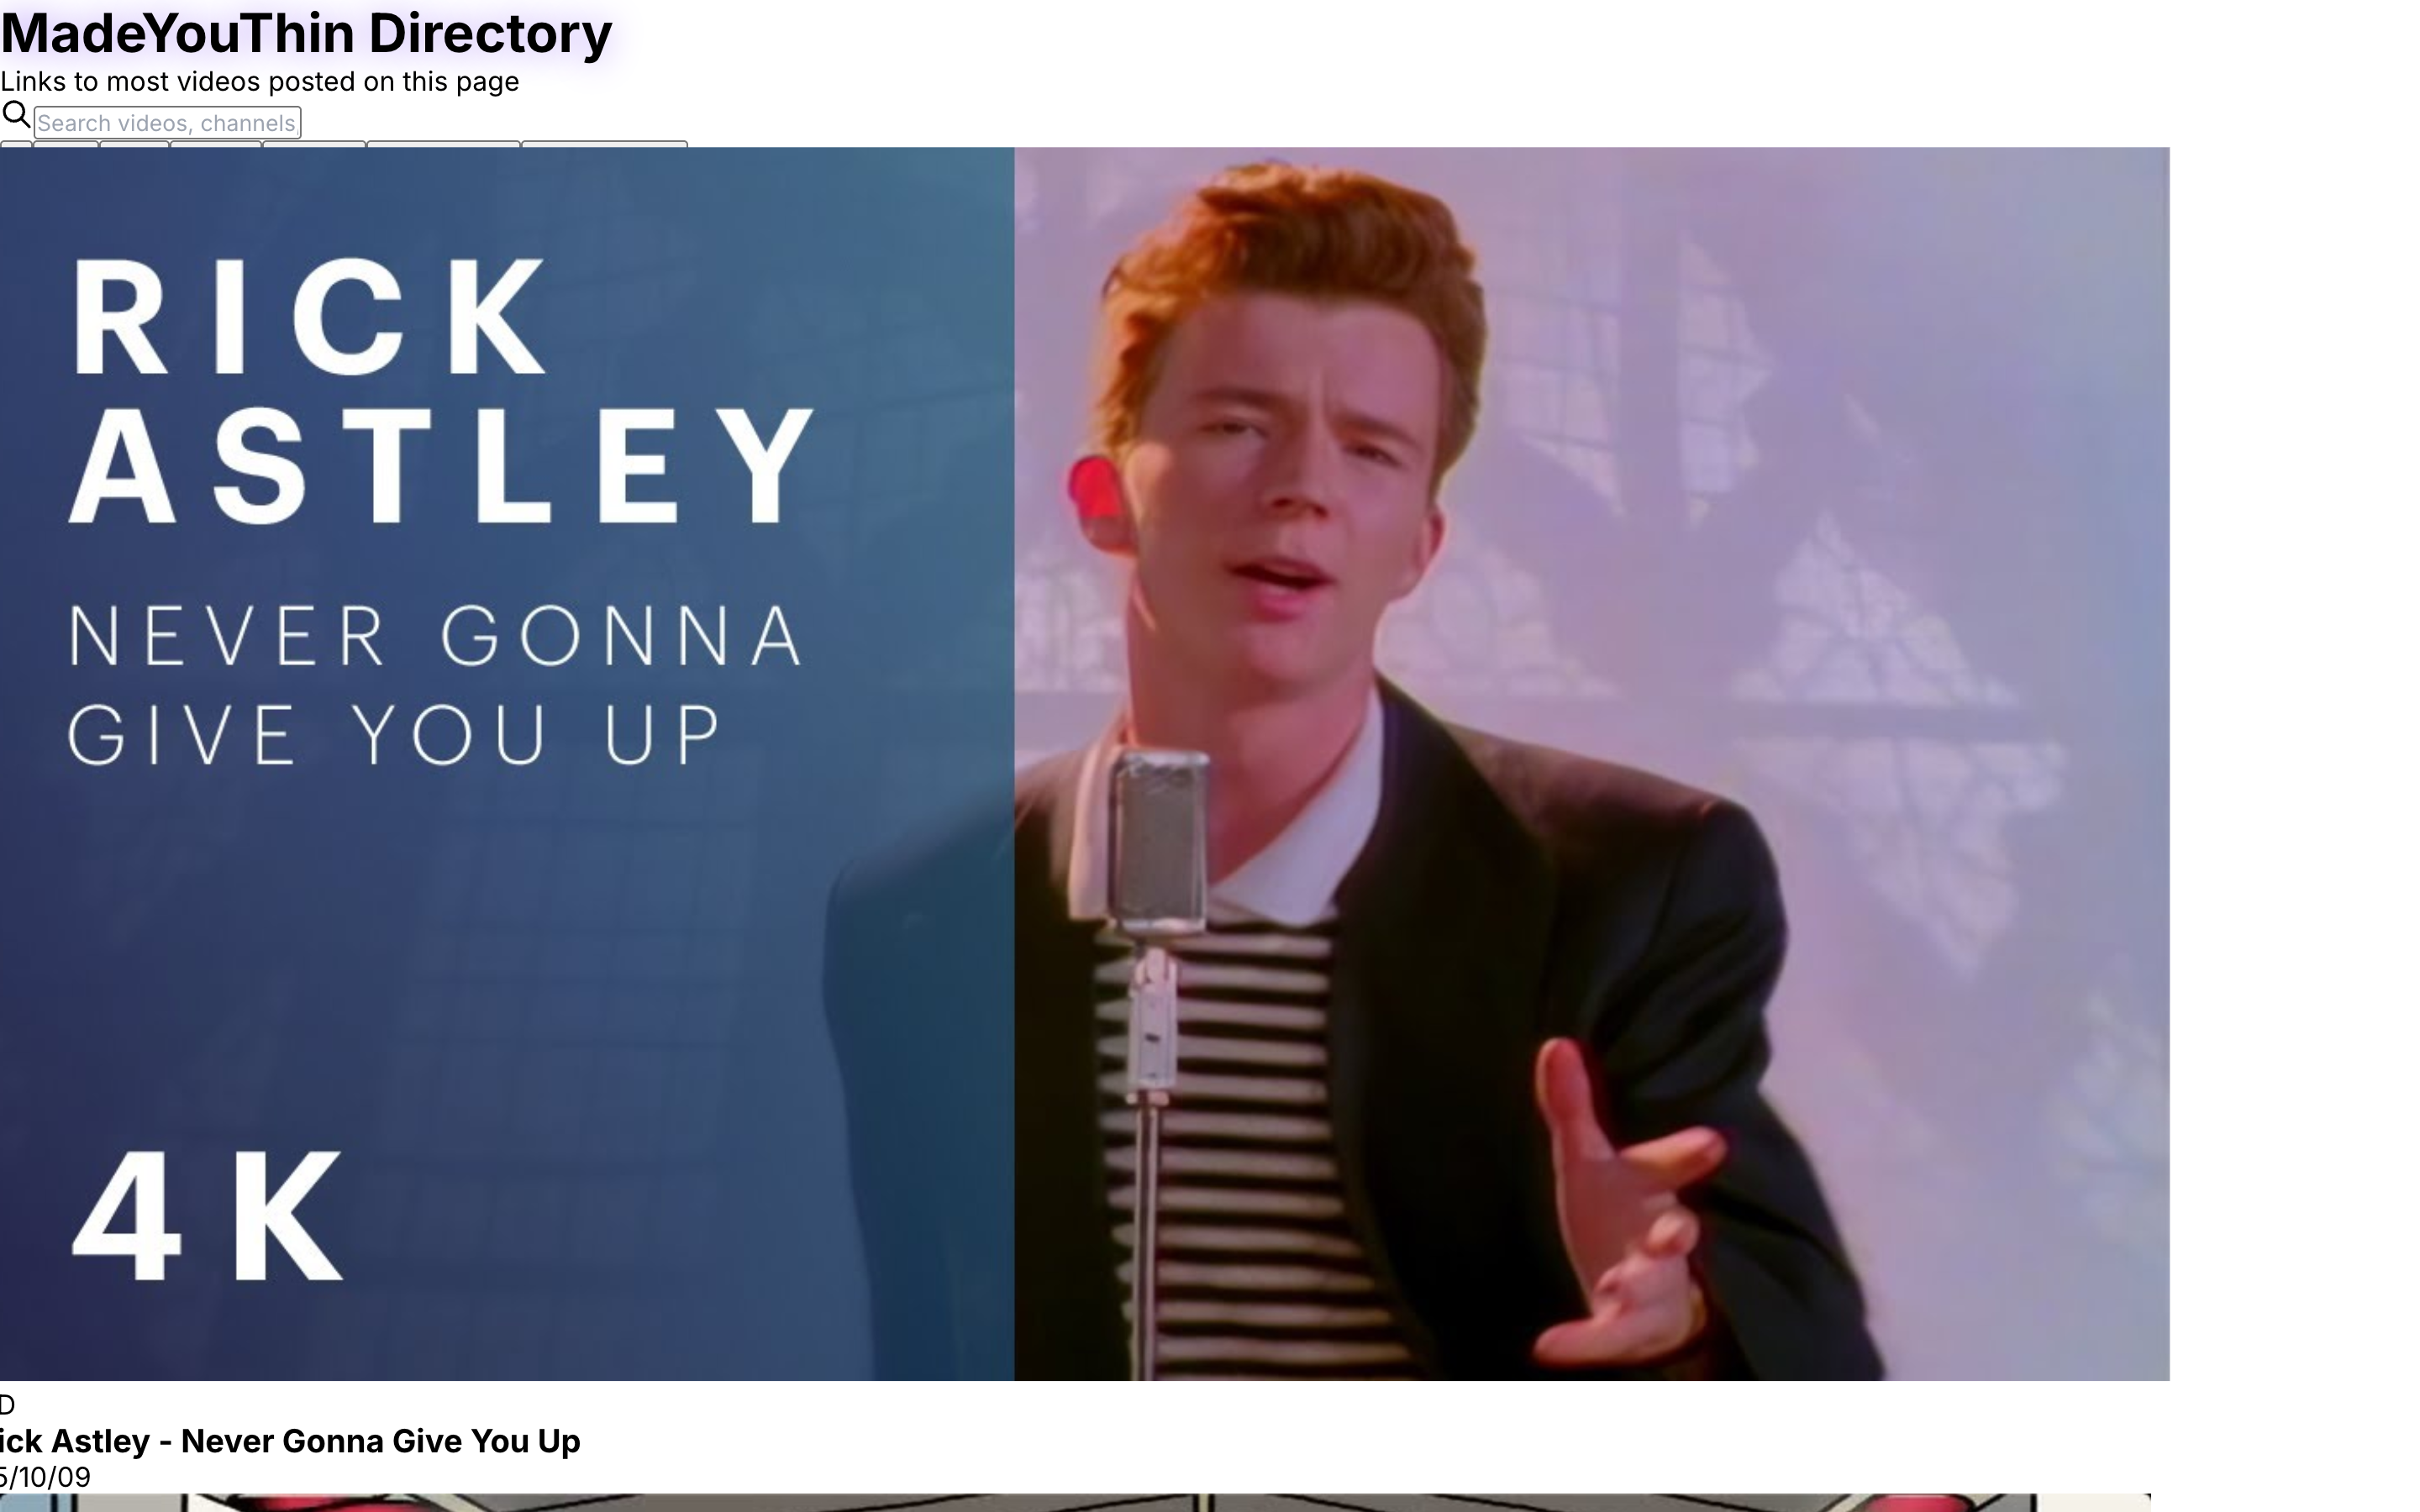 MadeYouThin Directory
Links to most videos posted on this page
Search videos, channels,
RICK
ASTLEY
NEVER GONNA
GIVE YOU UP
4K
D
ick Astley - Never Gonna Give You Up
5/10/09